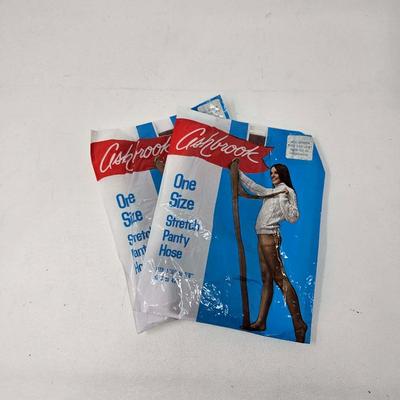 Ashbrook
One
Size
Stretch
Panty
Hose
Ashbrook
One
Size
Stretch
Panty
Hose